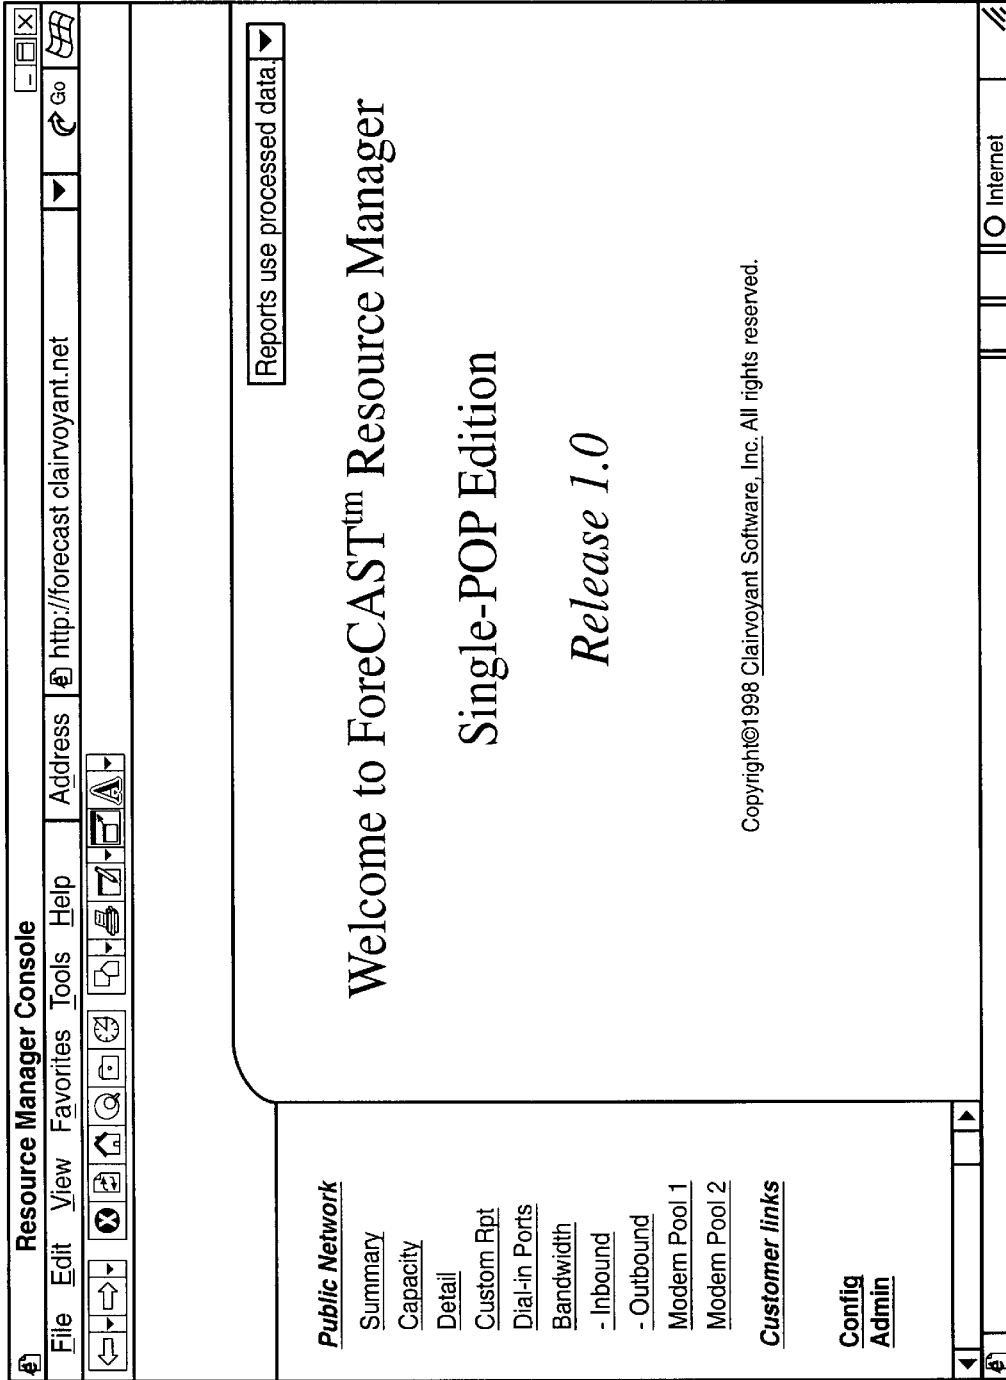 Resource Manager Console
File Edit View Favorites Tools Help Address http://forecast clairvoyant.net Go
Reports use processed data.
Public Network
Summary
Capacity
Detail
Custom Rpt
Dial-in Ports
Bandwidth
- Inbound
- Outbound
Modem Pool 1
Modem Pool 2
Customer links
Config
Admin
Welcome to ForeCAST™ Resource Manager
Single-POP Edition
Release 1.0
Copyright©1998 Clairvoyant Software, Inc. All rights reserved.
Internet